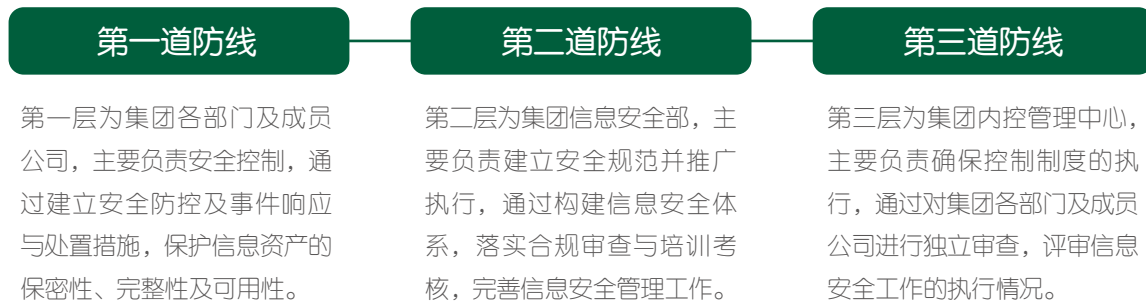 第一道防线
第一层为集团各部门及成员
公司，主要负责安全控制，通
过建立安全防控及事件响应
与处置措施，保护信息资产的
保密性、完整性及可用性。
第二道防线
第二层为集团信息安全部，主
要负责建立安全规范并推广
执行，通过构建信息安全体
系，落实合规审查与培训考
核，完善信息安全管理工作。
第三道防线
第三层为集团内控管理中心，
主要负责确保控制制度的执
行，通过对集团各部门及成员
公司进行独立审查，评审信息
安全工作的执行情况。